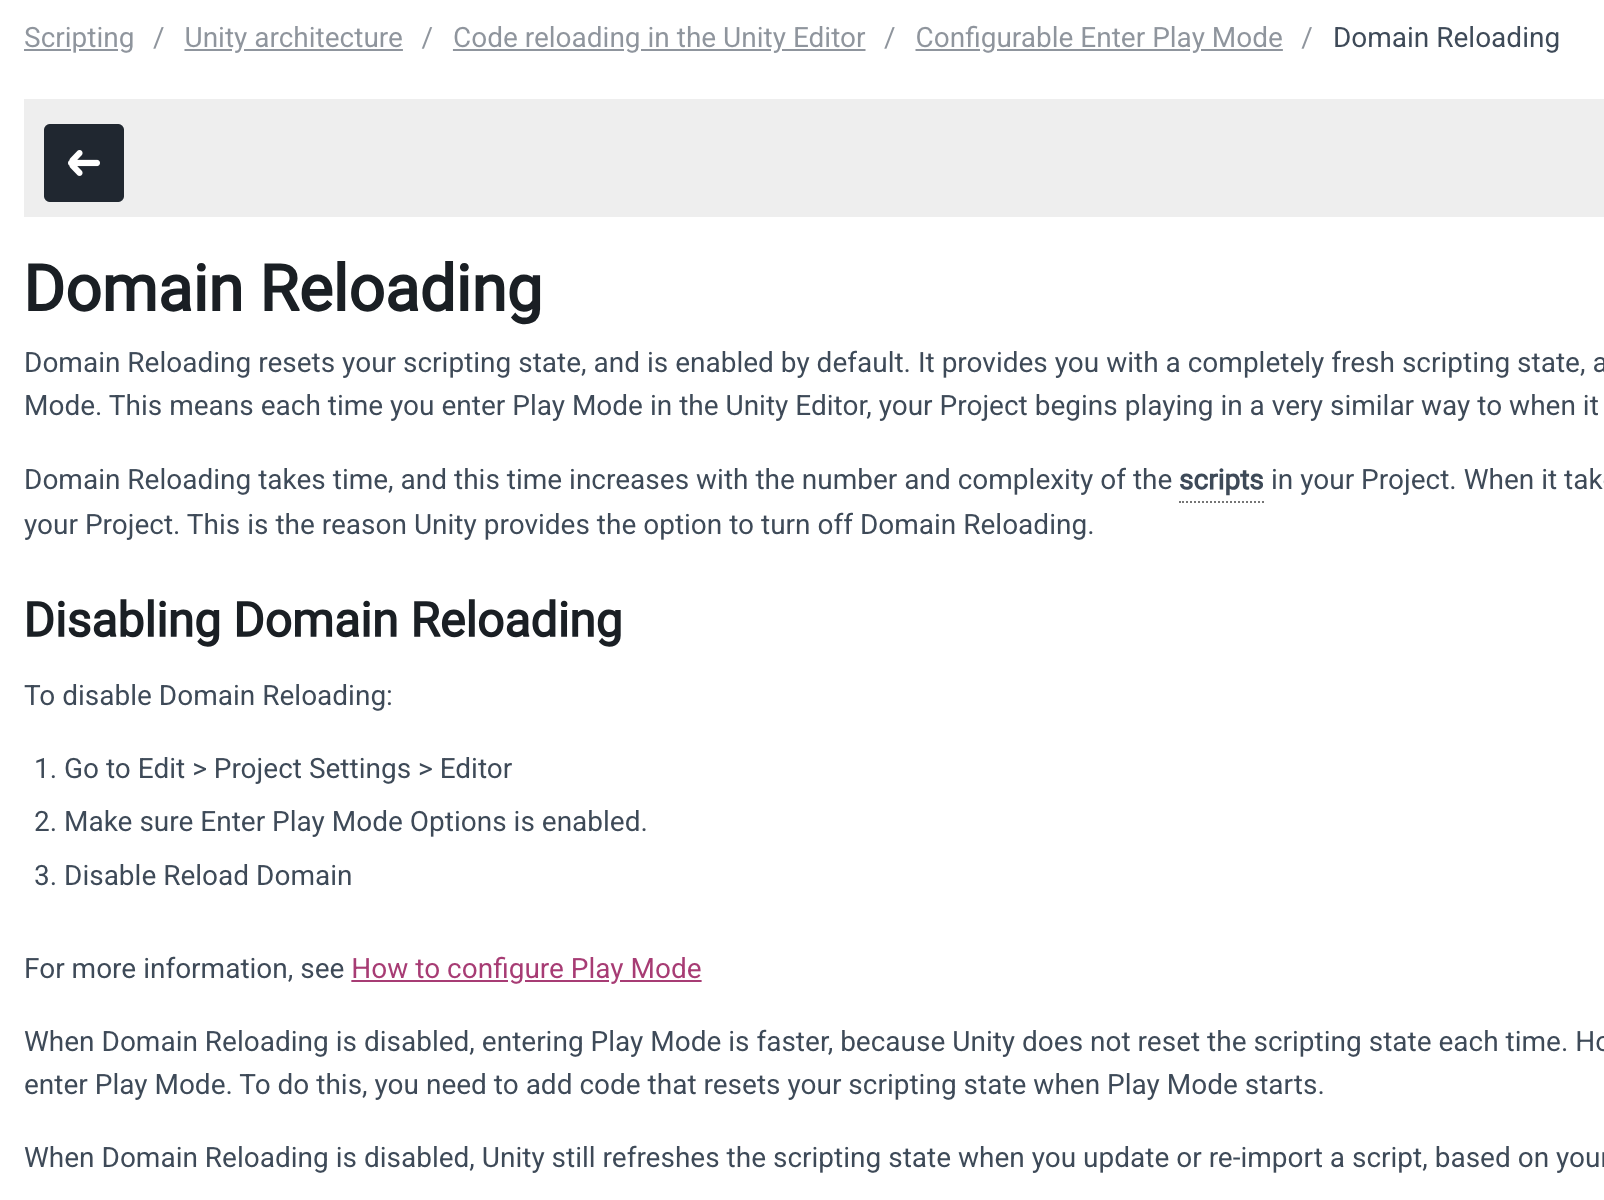 Scripting / Unity architecture / Code reloading in the Unity Editor / Configurable Enter Play Mode / Domain Reloading
Domain Reloading
Domain Reloading resets your scripting state, and is enabled by default. It provides you with a completely fresh scripting state, a
Mode. This means each time you enter Play Mode in the Unity Editor, your Project begins playing in a very similar way to when it
Domain Reloading takes time, and this time increases with the number and complexity of the scripts in your Project. When it tak
your Project. This is the reason Unity provides the option to turn off Domain Reloading.
Disabling Domain Reloading
To disable Domain Reloading:
1. Go to Edit > Project Settings > Editor
2. Make sure Enter Play Mode Options is enabled.
3. Disable Reload Domain
For more information, see How to configure Play Mode
When Domain Reloading is disabled, entering Play Mode is faster, because Unity does not reset the scripting state each time. Ho
enter Play Mode. To do this, you need to add code that resets your scripting state when Play Mode starts.
When Domain Reloading is disabled, Unity still refreshes the scripting state when you update or re-import a script, based on your